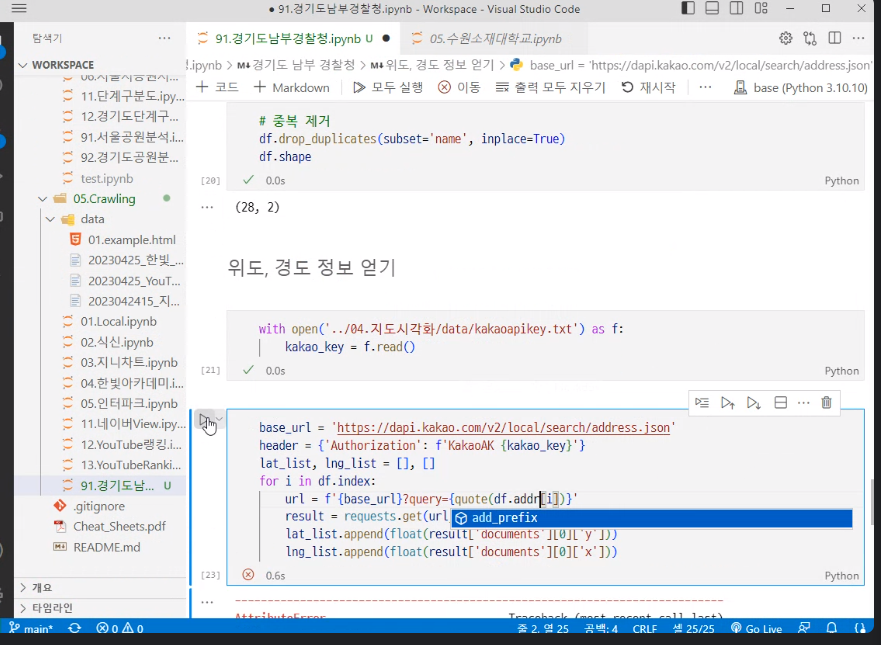 ● 91.경기도남부경찰청.ipynb - Workspace - Visual Studio Code
탐색기 ···
91.경기도남부경찰청.ipynb U ●
05.수원소재대학교.ipynb
WORKSPACE
.ipynb > M↓경기도 남부 경찰청 > M↓위도, 경도 정보 얻기 > base_url = 'https://dapi.kakao.com/v2/local/search/address.json'
+ 코드 + Markdown 모두 실행 이동 출력 모두 지우기 재시작 ··· base (Python 3.10.10)
11.단계구분도.ipy...
12.경기도단계구...
91.서울공원분석.i...
92.경기도공원분...
test.ipynb
05.Crawling
data
01.example.html
20230425_한빛_...
20230425_YouT...
2023042415_지...
01.Local.ipynb
02.식신.ipynb
03.지니차트.ipynb
04.한빛아카데미.i...
05.인터파크.ipynb
11.네이버View.ipy...
12.YouTube랭킹.i...
13.YouTubeRanki...
91.경기도남... U
.gitignore
Cheat_Sheets.pdf
README.md
개요
타임라인
# 중복 제거
df.drop_duplicates(subset='name', inplace=True)
df.shape
[20] 0.0s Python
··· (28, 2)
위도, 경도 정보 얻기
with open('../04.지도시각화/data/kakaoapikey.txt') as f:
kakao_key = f.read()
[21] 0.0s Python
base_url = 'https://dapi.kakao.com/v2/local/search/address.json'
header = {'Authorization': f'KakaoAK {kakao_key}'}
lat_list, lng_list = [], []
for i in df.index:
url = f'{base_url}?query={quote(df.addr[i])}'
result = requests.get(url
add_prefix
lat_list.append(float(result['documents'][0]['y']))
lng_list.append(float(result['documents'][0]['x']))
[23] 0.6s Python
···
AttributeError Traceback (most recent call last)
main* 0 0 줄 2, 열 25 공백: 4 CRLF 셀 25/25 Go Live